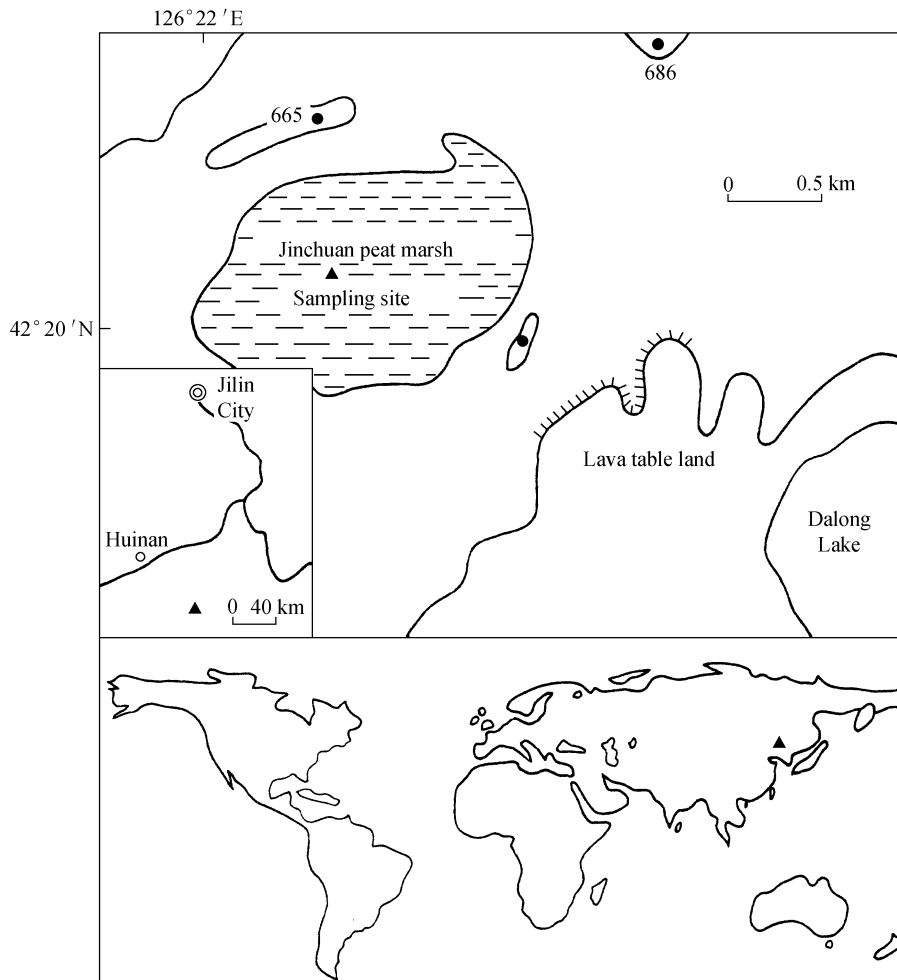 126°22′E
686
665
0 0.5 km
Jinchuan peat marsh
Sampling site
42°20′N
Jilin
City
Lava table land
Dalong
Lake
Huinan
0 40 km